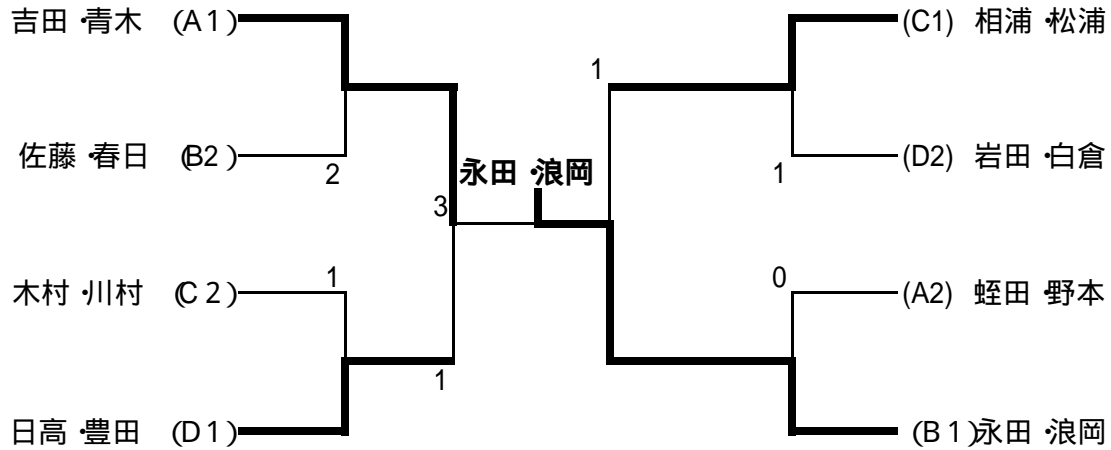 吉田・青木 (A1) (C1) 相浦・松浦
1
佐藤・春日 (B2) (D2) 岩田・白倉
2 永田・浪岡 1
3
木村・川村 (C2) 1 0 (A2) 蛭田・野本
1
日高・豊田 (D1) (B1)永田・浪岡